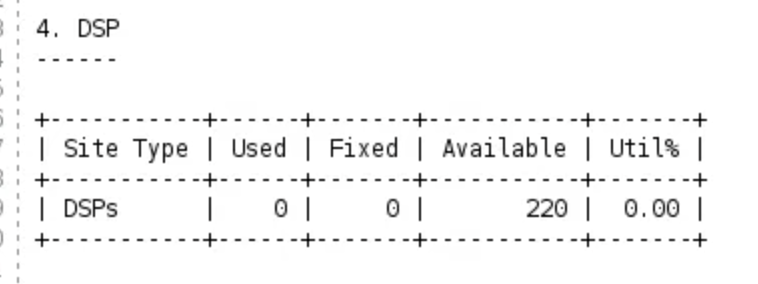 4. DSP
------
+-----------+------+-------+-----------+-------+
| Site Type | Used | Fixed | Available | Util% |
+-----------+------+-------+-----------+-------+
| DSPs      |    0 |     0 |       220 |  0.00 |
+-----------+------+-------+-----------+-------+